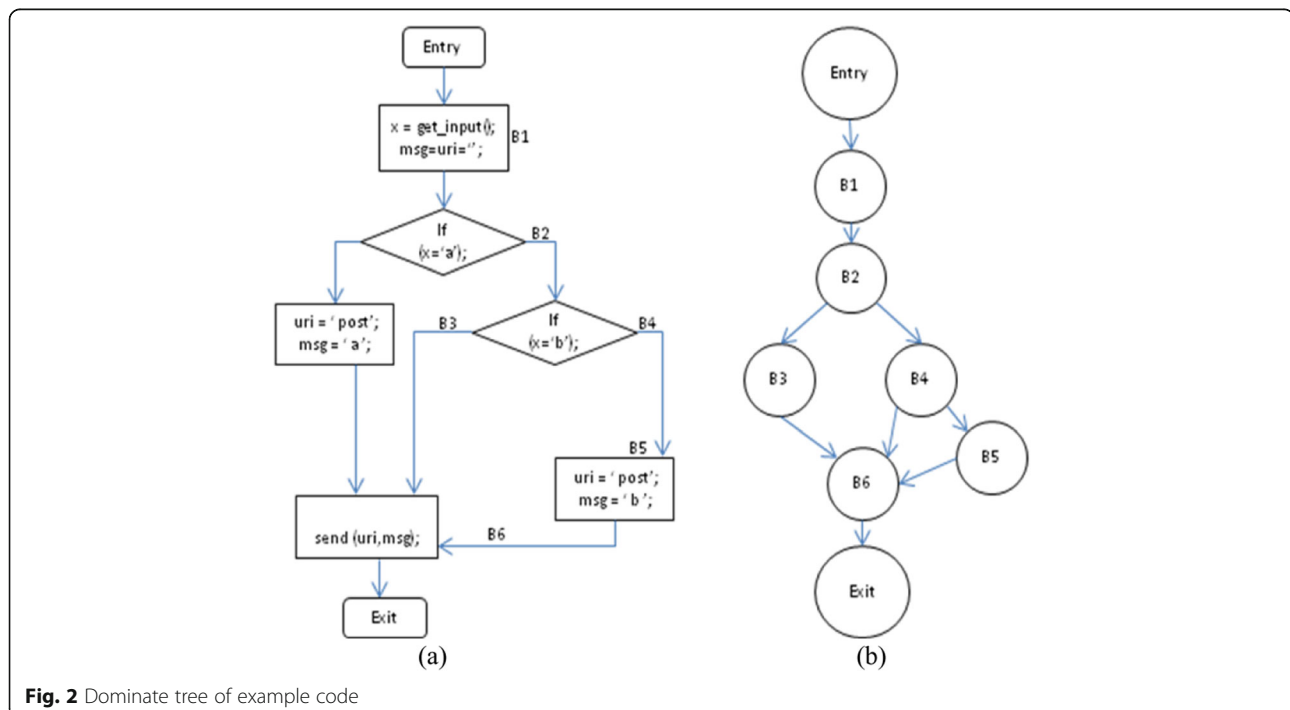 Entry
x = get_input();
msg=uri=‘’;
B1
If
(x=‘a’);
B2
uri = ‘ post’;
msg = ‘ a’;
B3
If
(x=‘b’);
B4
B5
uri = ‘ post’;
msg = ‘ b’;
send (uri,msg);
B6
Exit
(a)
Entry
B1
B2
B3
B4
B5
B6
Exit
(b)
Fig. 2 Dominate tree of example code